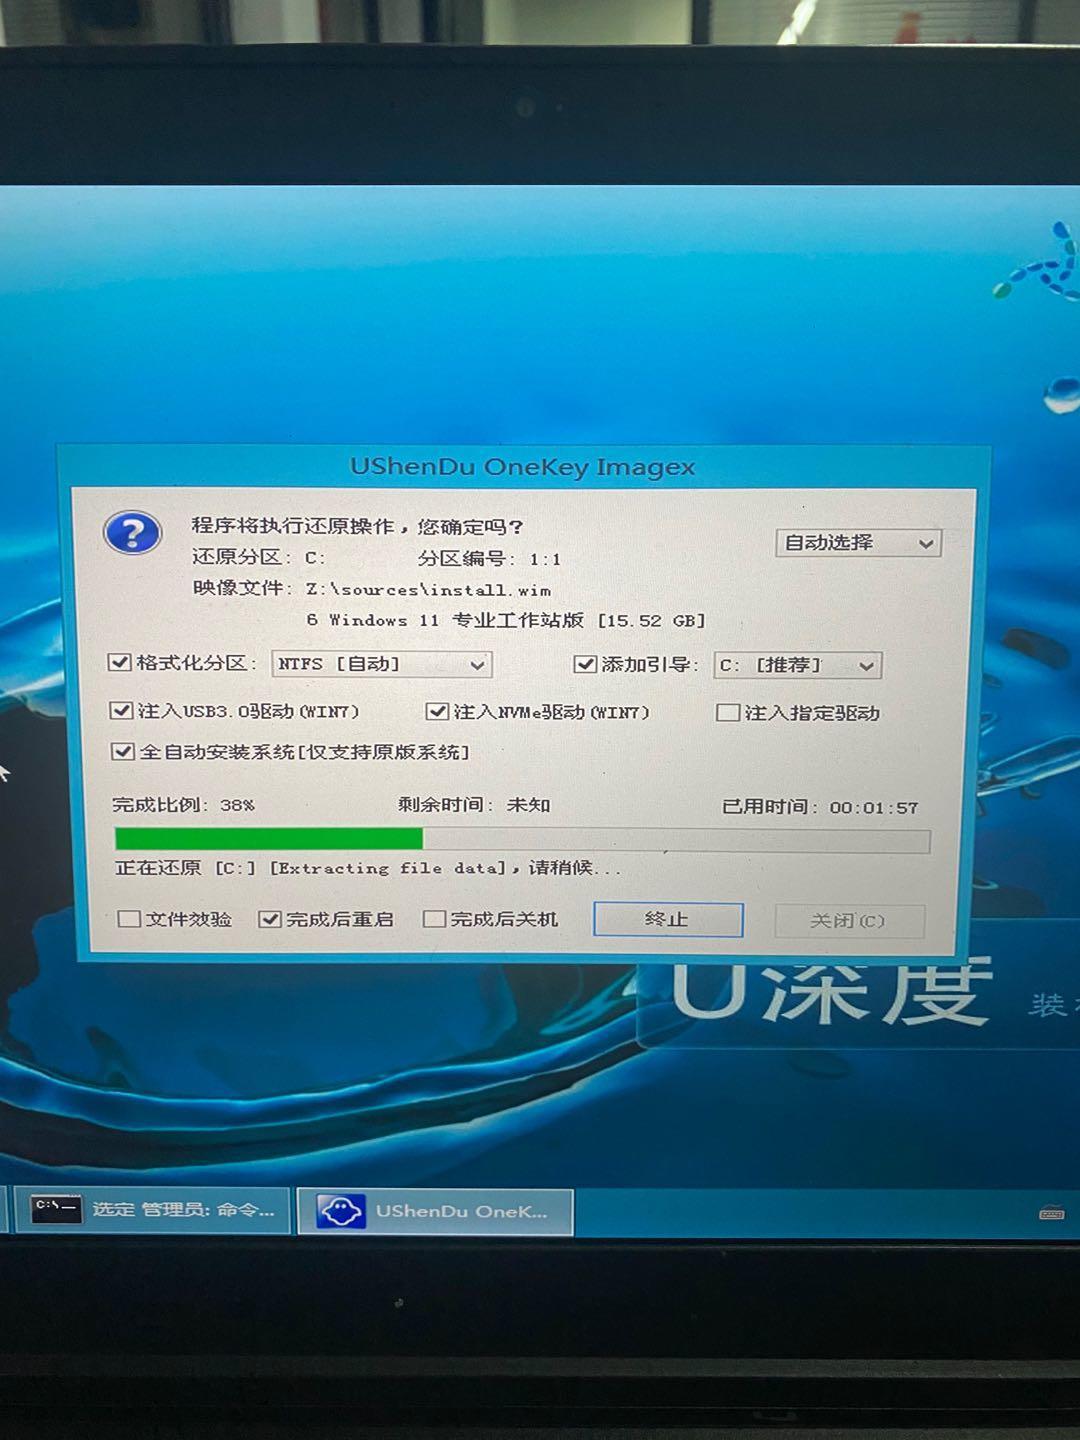 UShenDu OneKey Imagex
程序将执行还原操作，您确定吗？
自动选择
还原分区: C: 分区编号: 1:1
映像文件: Z:\sources\install.wim
6 Windows 11 专业工作站版 [15.52 GB]
格式化分区: NTFS [自动] 添加引导: C: [推荐]
注入USB3.0驱动(WIN7) 注入NVMe驱动(WIN7) 注入指定驱动
全自动安装系统[仅支持原版系统]
完成比例: 38% 剩余时间: 未知 已用时间: 00:01:57
正在还原 [C:] [Extracting file data]，请稍候...
文件效验 完成后重启 完成后关机 终止 关闭(C)
U深度 装
C:\ 选定 管理员: 命令... UShenDu OneK...